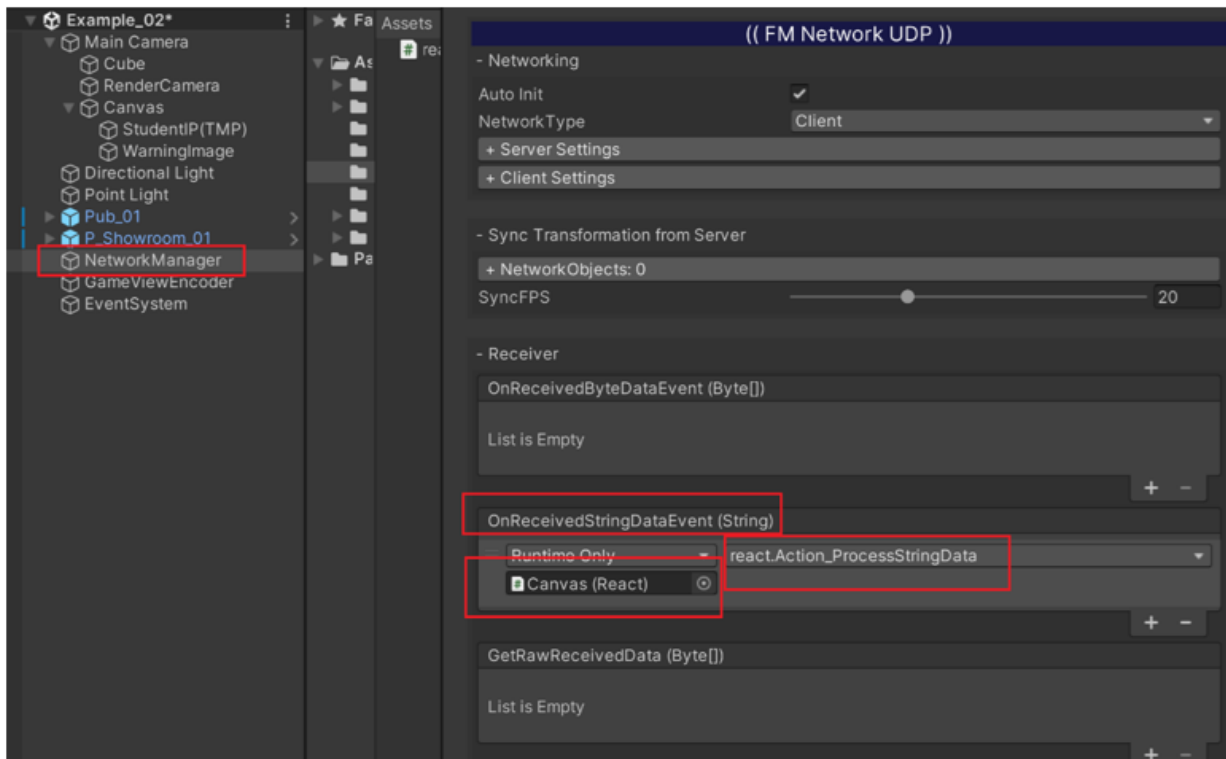 Example_02*
Main Camera
Cube
RenderCamera
Canvas
StudentIP(TMP)
WarningImage
Directional Light
Point Light
Pub_01
P_Showroom_01
NetworkManager
GameViewEncoder
EventSystem
Fa
As
Pa
Assets
rea
(( FM Network UDP ))
- Networking
Auto Init
NetworkType Client
+ Server Settings
+ Client Settings
- Sync Transformation from Server
+ NetworkObjects: 0
SyncFPS 20
- Receiver
OnReceivedByteDataEvent (Byte[])
List is Empty
+ -
OnReceivedStringDataEvent (String)
Runtime Only react.Action_ProcessStringData
# Canvas (React)
+ -
GetRawReceivedData (Byte[])
List is Empty
+ -